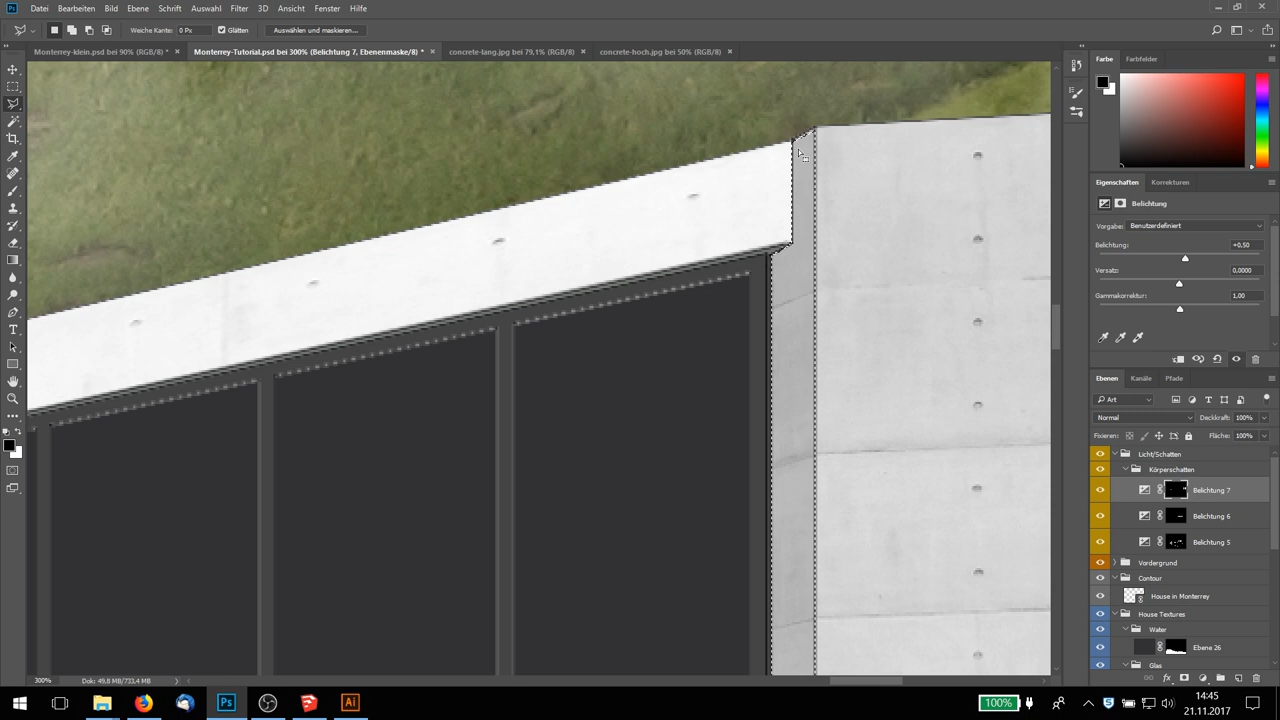 Ps Datei Bearbeiten Bild Ebene Schrift Auswahl Filter 3D Ansicht Fenster Hilfe
Weiche Kante: 0 Px Glätten Auswählen und maskieren...
Monterrey-klein.psd bei 90% (RGB/8) * × Monterrey-Tutorial.psd bei 300% (Belichtung 7, Ebenenmaske/8) * × concrete-lang.jpg bei 79,1% (RGB/8) × concrete-hoch.jpg bei 50% (RGB/8) ×
Farbe Farbfelder
Eigenschaften Korrekturen
Belichtung
Vorgabe: Benutzerdefiniert
Belichtung: +0,50
Versatz: 0,0000
Gammakorrektur: 1,00
Ebenen Kanäle Pfade
Art
Normal Deckkraft: 100%
Fixieren: Fläche: 100%
Licht/Schatten
Körperschatten
Belichtung 7
Belichtung 6
Belichtung 5
Vordergrund
Contour
House in Monterrey
House Textures
Water
Ebene 26
Glas
300% Dok: 49,8 MB/733,4 MB
Ps Ai 100% 14:45
21.11.2017